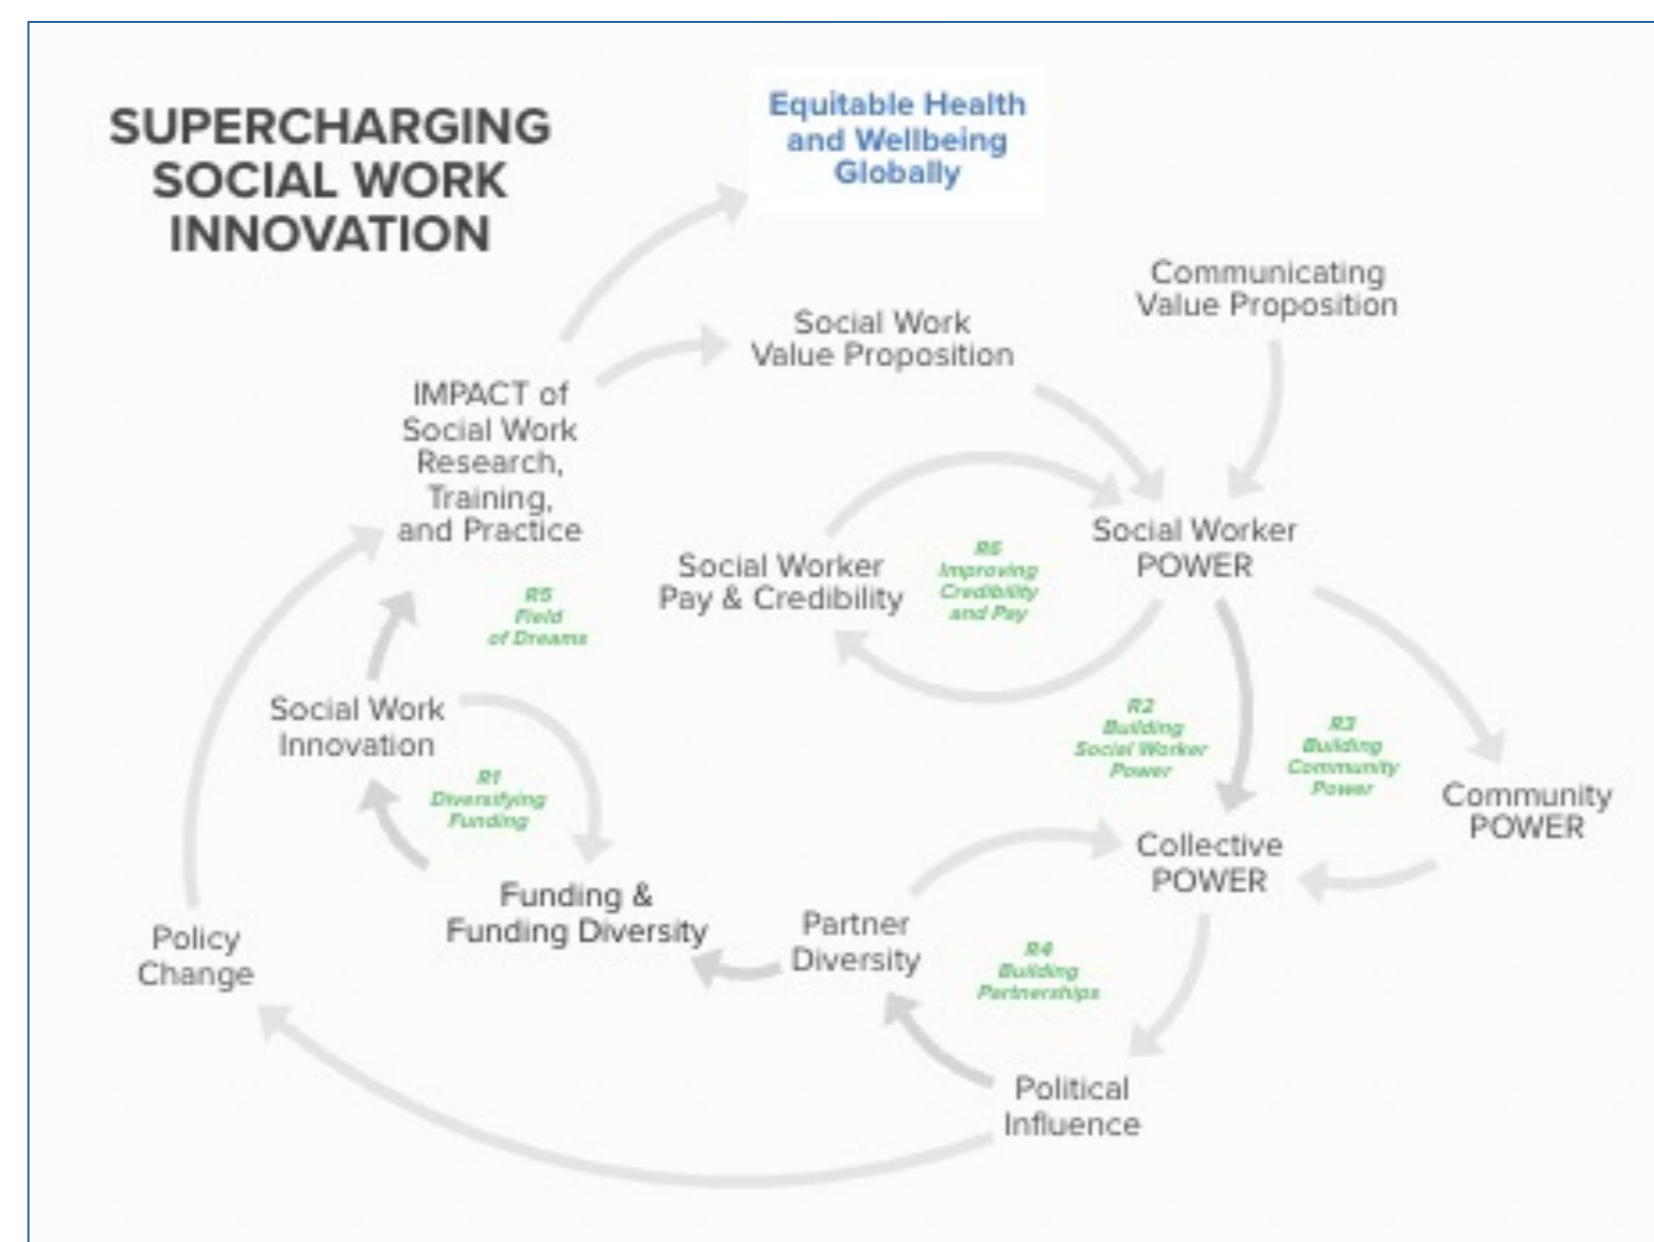 SUPERCHARGING
SOCIAL WORK
INNOVATION
Equitable Health
and Wellbeing
Globally
Communicating
Value Proposition
Social Work
Value Proposition
IMPACT of
Social Work
Research,
Training,
and Practice
Social Worker
POWER
Social Worker
Pay & Credibility
R6
Improving
Credibility
and Pay
R5
Field
of Dreams
Social Work
Innovation
R2
Building
Social Worker
Power
R3
Building
Community
Power
R1
Diversifying
Funding
Community
POWER
Collective
POWER
Funding &
Funding Diversity
Partner
Diversity
Policy
Change
R4
Building
Partnerships
Political
Influence